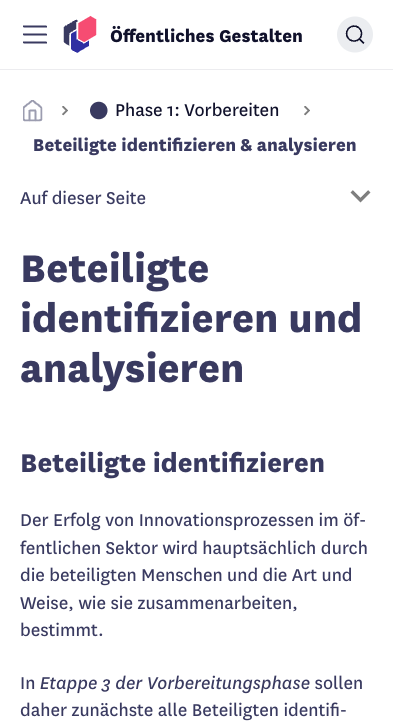 Öffentliches Gestalten
Phase 1: Vorbereiten
Beteiligte identifizieren & analysieren
Auf dieser Seite
Beteiligte
identifizieren und
analysieren
Beteiligte identifizieren
Der Erfolg von Innovationsprozessen im öf-
fentlichen Sektor wird hauptsächlich durch
die beteiligten Menschen und die Art und
Weise, wie sie zusammenarbeiten,
bestimmt.
In Etappe 3 der Vorbereitungsphase sollen
daher zunächste alle Beteiligten identifi-